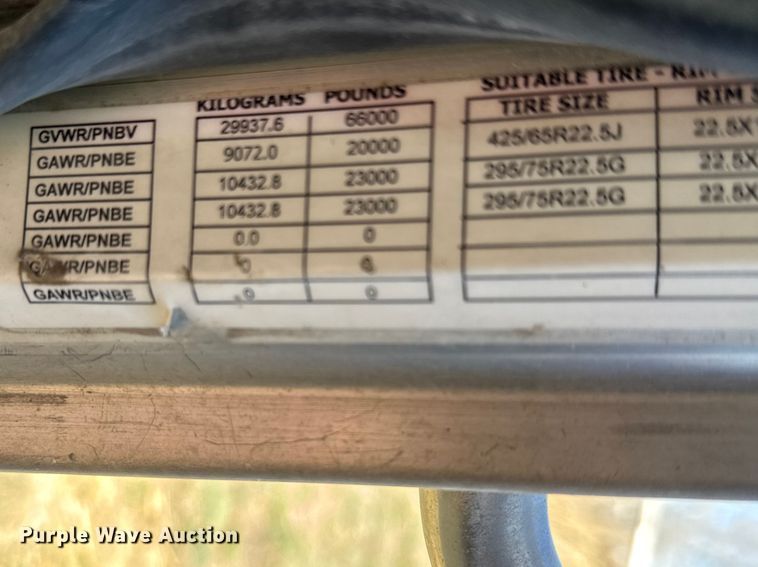 KILOGRAMS POUNDS SUITABLE TIRE -
TIRE SIZE RIM
GVWR/PNBV 29937.6 66000
GAWR/PNBE 9072.0 20000 425/65R22.5J 22.5X
GAWR/PNBE 10432.8 23000 295/75R22.5G 22.5X
GAWR/PNBE 10432.8 23000 295/75R22.5G 22.5X
GAWR/PNBE 0.0 0
GAWR/PNBE 0
GAWR/PNBE .0 0
Purple Wave Auction